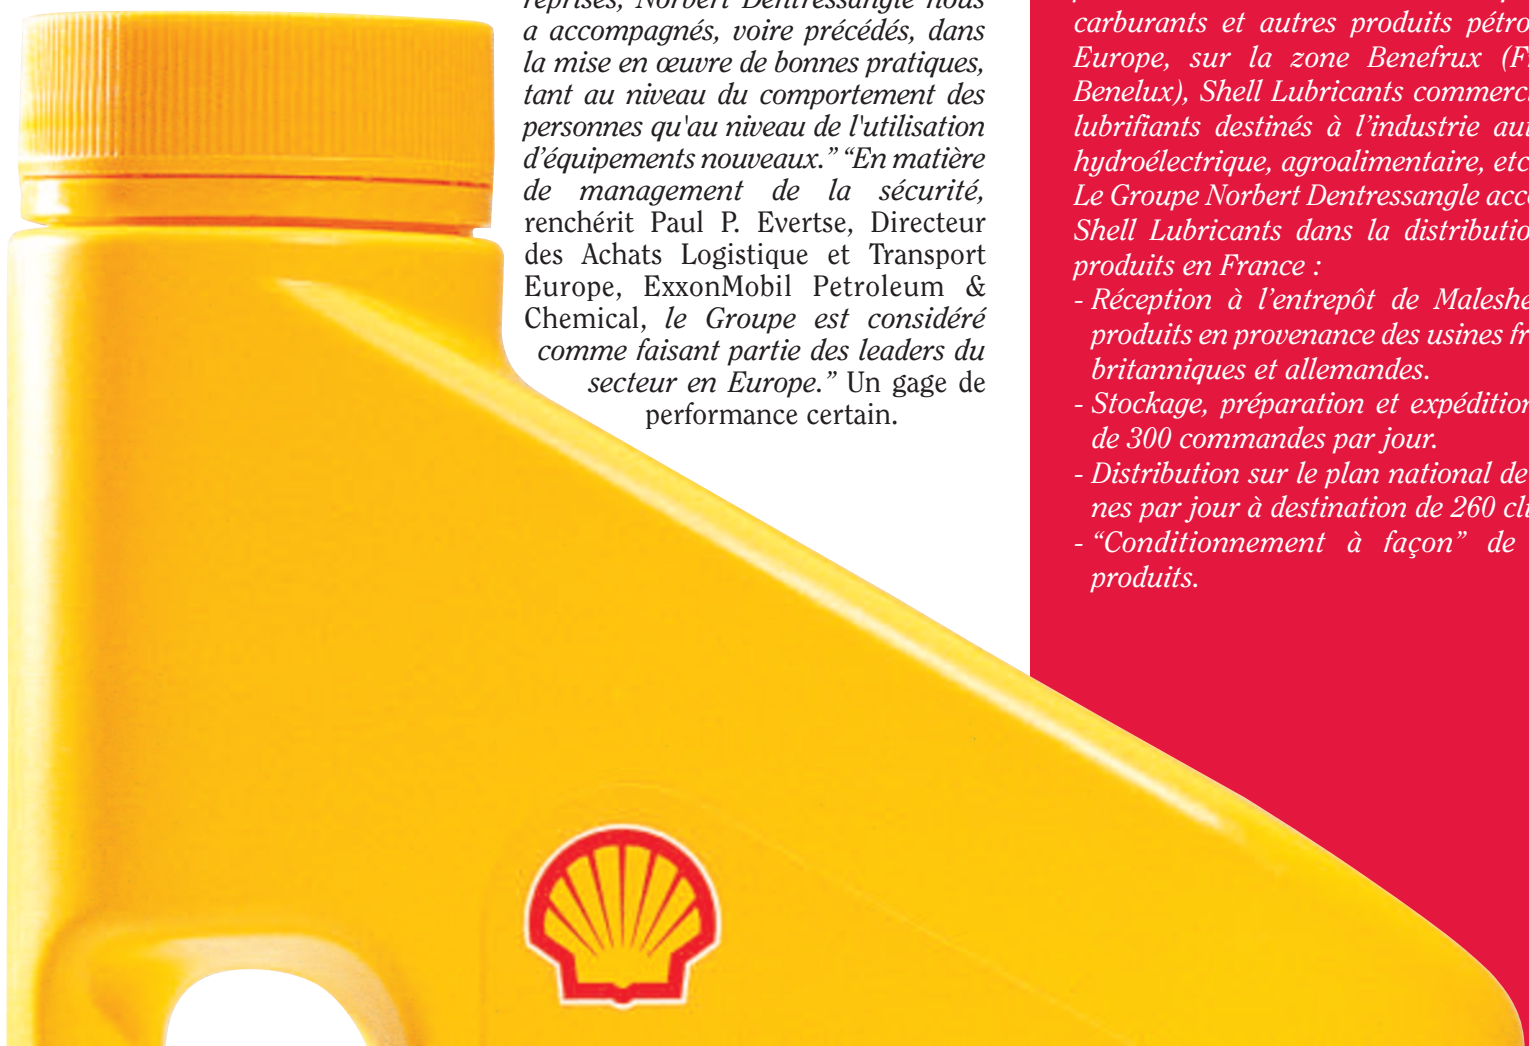 reprises, Norbert Dentressangle nous
a accompagnés, voire précédés, dans
la mise en œuvre de bonnes pratiques,
tant au niveau du comportement des
personnes qu'au niveau de l'utilisation
d'équipements nouveaux.” “En matière
de management de la sécurité,
renchérit Paul P. Evertse, Directeur
des Achats Logistique et Transport
Europe, ExxonMobil Petroleum &
Chemical, le Groupe est considéré
comme faisant partie des leaders du
secteur en Europe.” Un gage de
performance certain.
carburants et autres produits
Europe, sur la zone Benefrux
Benelux), Shell Lubricants
lubrifiants destinés à l’industrie
hydroélectrique, agroalimentaire, etc
Le Groupe Norbert Dentressangle
Shell Lubricants dans la
produits en France :
- Réception à l’entrepôt de
produits en provenance des usines
britanniques et allemandes.
- Stockage, préparation et
de 300 commandes par jour.
- Distribution sur le plan national de
nes par jour à destination de 260
- “Conditionnement à façon” de
produits.